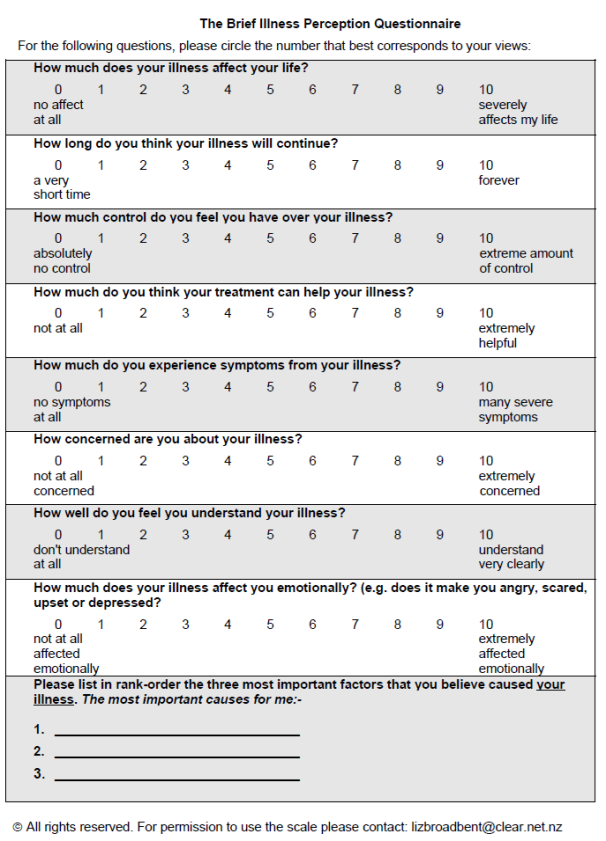 The Brief Illness Perception Questionnaire
For the following questions, please circle the number that best corresponds to your views:
How much does your illness affect your life?
0 1 2 3 4 5 6 7 8 9 10
no affect severely
at all affects my life
How long do you think your illness will continue?
0 1 2 3 4 5 6 7 8 9 10
a very forever
short time
How much control do you feel you have over your illness?
0 1 2 3 4 5 6 7 8 9 10
absolutely extreme amount
no control of control
How much do you think your treatment can help your illness?
0 1 2 3 4 5 6 7 8 9 10
not at all extremely
helpful
How much do you experience symptoms from your illness?
0 1 2 3 4 5 6 7 8 9 10
no symptoms many severe
at all symptoms
How concerned are you about your illness?
0 1 2 3 4 5 6 7 8 9 10
not at all extremely
concerned concerned
How well do you feel you understand your illness?
0 1 2 3 4 5 6 7 8 9 10
don't understand understand
at all very clearly
How much does your illness affect you emotionally? (e.g. does it make you angry, scared,
upset or depressed?
0 1 2 3 4 5 6 7 8 9 10
not at all extremely
affected affected
emotionally emotionally
Please list in rank-order the three most important factors that you believe caused your
illness. The most important causes for me:-
1.
2.
3.
© All rights reserved. For permission to use the scale please contact: lizbroadbent@clear.net.nz